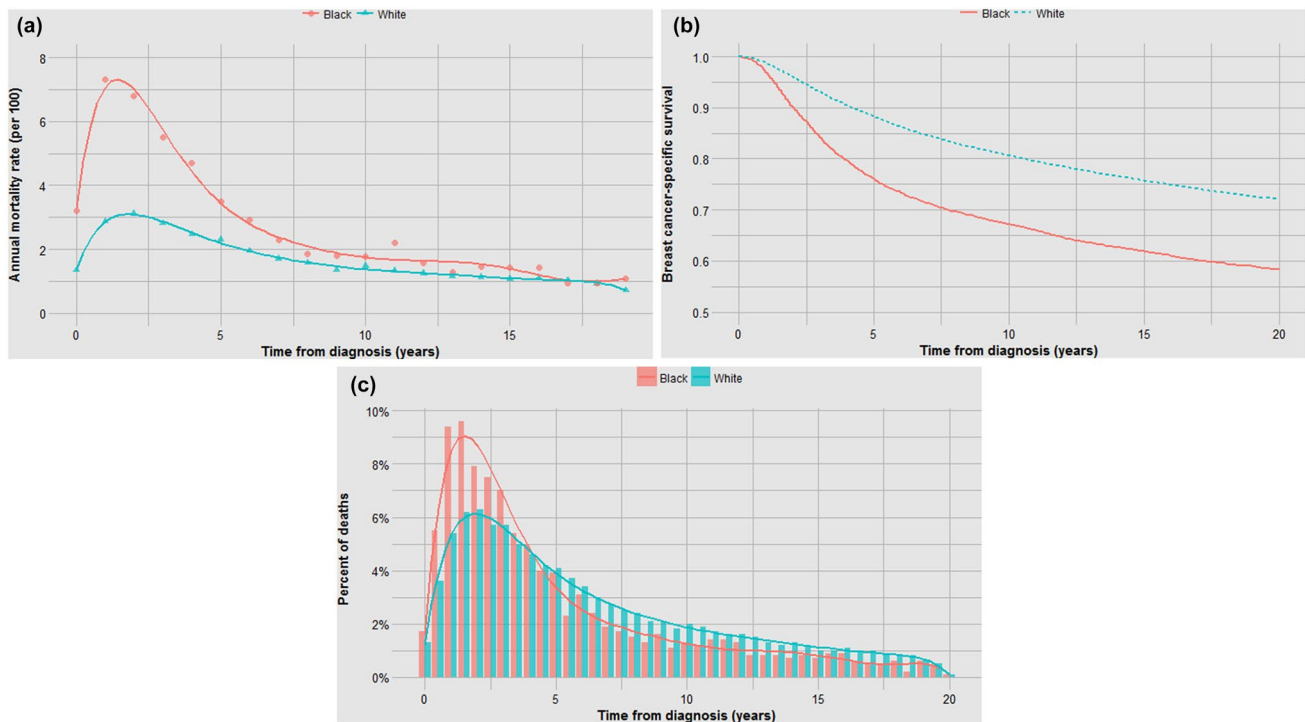 (a)
Black White
Annual mortality rate (per 100)
8
6
4
2
0
0 5 10 15
Time from diagnosis (years)
(b)
Black White
Breast cancer-specific survival
1.0
0.9
0.8
0.7
0.6
0.5
0 5 10 15 20
Time from diagnosis (years)
(c)
Black White
Percent of deaths
10%
8%
6%
4%
2%
0%
0 5 10 15 20
Time from diagnosis (years)